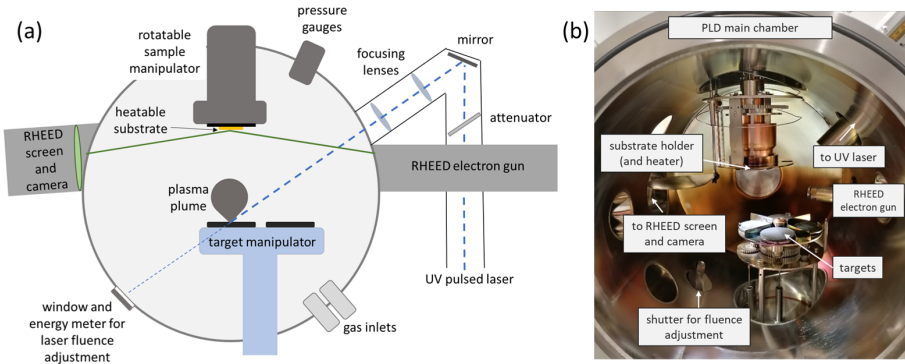 (a)
pressure
gauges
rotatable
sample
manipulator
mirror
focusing
lenses
heatable
substrate
attenuator
RHEED
screen
and
camera
RHEED electron gun
plasma
plume
target manipulator
UV pulsed laser
window and
energy meter for
laser fluence
adjustment
gas inlets
(b)
PLD main chamber
substrate holder
(and heater)
to UV laser
RHEED
electron gun
to RHEED screen
and camera
targets
shutter for fluence
adjustment